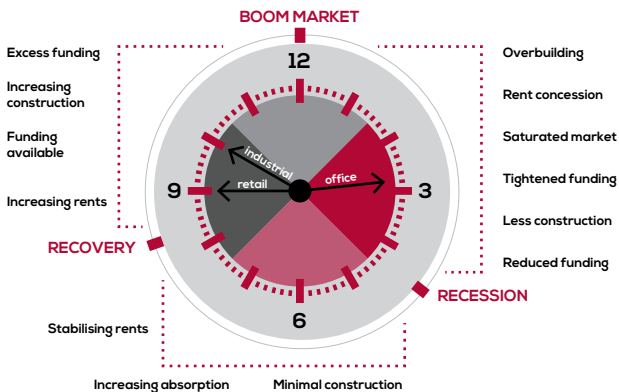 BOOM MARKET
Excess funding
Increasing
construction
Funding
available
Increasing rents
RECOVERY
12
3
6
9
industrial
retail
office
Overbuilding
Rent concession
Saturated market
Tightened funding
Less construction
Reduced funding
RECESSION
Stabilising rents
Increasing absorption
Minimal construction